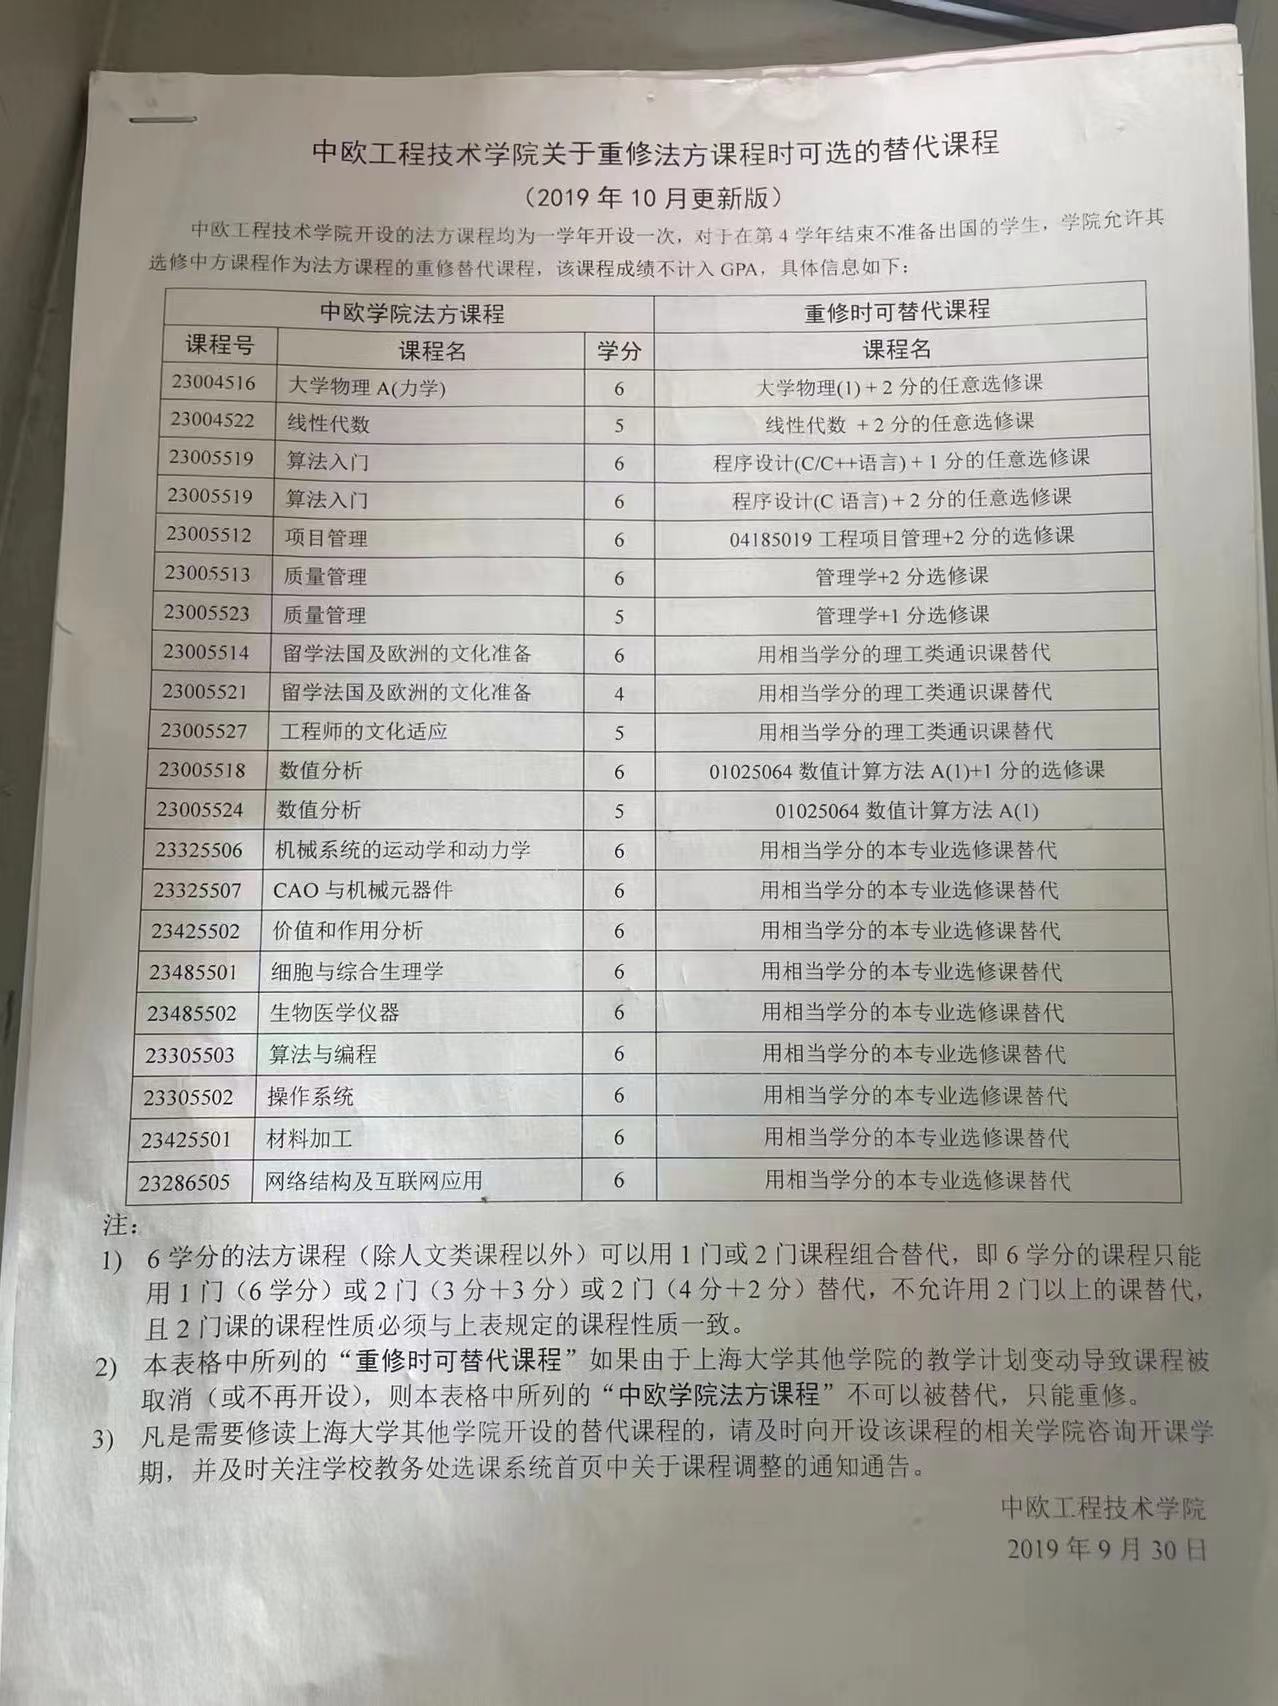 中欧工程技术学院关于重修法方课程时可选的替代课程
（2019 年 10 月更新版）
中欧工程技术学院开设的法方课程均为一学年开设一次，对于在第 4 学年结束不准备出国的学生，学院允许其
选修中方课程作为法方课程的重修替代课程，该课程成绩不计入 GPA，具体信息如下：
中欧学院法方课程 重修时可替代课程
课程号 课程名 学分 课程名
23004516 大学物理 A(力学) 6 大学物理(1) + 2 分的任意选修课
23004522 线性代数 5 线性代数 + 2 分的任意选修课
23005519 算法入门 6 程序设计(C/C++语言) + 1 分的任意选修课
23005519 算法入门 6 程序设计(C 语言) + 2 分的任意选修课
23005512 项目管理 6 04185019 工程项目管理+2 分的选修课
23005513 质量管理 6 管理学+2 分选修课
23005523 质量管理 5 管理学+1 分选修课
23005514 留学法国及欧洲的文化准备 6 用相当学分的理工类通识课替代
23005521 留学法国及欧洲的文化准备 4 用相当学分的理工类通识课替代
23005527 工程师的文化适应 5 用相当学分的理工类通识课替代
23005518 数值分析 6 01025064 数值计算方法 A(1)+1 分的选修课
23005524 数值分析 5 01025064 数值计算方法 A(1)
23325506 机械系统的运动学和动力学 6 用相当学分的本专业选修课替代
23325507 CAO 与机械元器件 6 用相当学分的本专业选修课替代
23425502 价值和作用分析 6 用相当学分的本专业选修课替代
23485501 细胞与综合生理学 6 用相当学分的本专业选修课替代
23485502 生物医学仪器 6 用相当学分的本专业选修课替代
23305503 算法与编程 6 用相当学分的本专业选修课替代
23305502 操作系统 6 用相当学分的本专业选修课替代
23425501 材料加工 6 用相当学分的本专业选修课替代
23286505 网络结构及互联网应用 6 用相当学分的本专业选修课替代
注：
1) 6 学分的法方课程（除人文类课程以外）可以用 1 门或 2 门课程组合替代，即 6 学分的课程只能
用 1 门（6 学分）或 2 门（3 分＋3 分）或 2 门（4 分＋2 分）替代，不允许用 2 门以上的课替代，
且 2 门课的课程性质必须与上表规定的课程性质一致。
2) 本表格中所列的“重修时可替代课程”如果由于上海大学其他学院的教学计划变动导致课程被
取消（或不再开设），则本表格中所列的“中欧学院法方课程”不可以被替代，只能重修。
3) 凡是需要修读上海大学其他学院开设的替代课程的，请及时向开设该课程的相关学院咨询开课学
期，并及时关注学校教务处选课系统首页中关于课程调整的通知通告。
中欧工程技术学院
2019 年 9 月 30 日